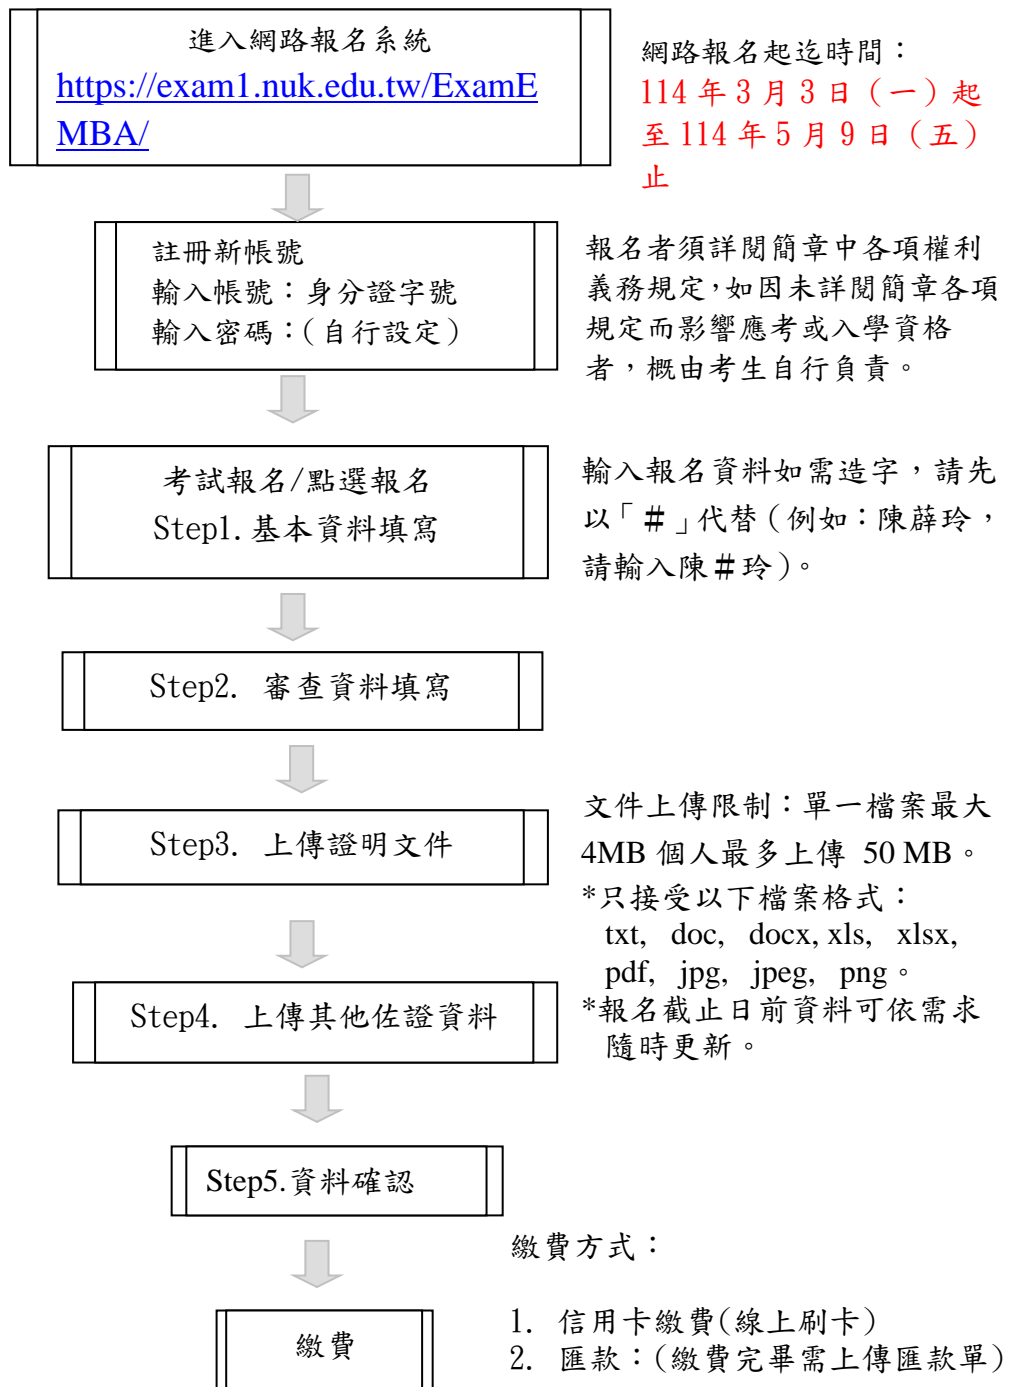 進入網路報名系統
https://exam1.nuk.edu.tw/ExamE
MBA/
網路報名起迄時間：
114 年 3 月 3 日（一）起
至 114 年 5 月 9 日（五）
止
註冊新帳號
輸入帳號：身分證字號
輸入密碼：(自行設定)
報名者須詳閱簡章中各項權利
義務規定，如因未詳閱簡章各項
規定而影響應考或入學資格
者，概由考生自行負責。
考試報名/點選報名
Step1.基本資料填寫
輸入報名資料如需造字，請先
以「＃」代替（例如：陳薜玲，
請輸入陳＃玲）。
Step2. 審查資料填寫
Step3. 上傳證明文件
文件上傳限制：單一檔案最大
4MB 個人最多上傳 50 MB。
*只接受以下檔案格式：
txt, doc, docx, xls, xlsx,
pdf, jpg, jpeg, png。
*報名截止日前資料可依需求
隨時更新。
Step4. 上傳其他佐證資料
Step5.資料確認
繳費
繳費方式：
1. 信用卡繳費(線上刷卡)
2. 匯款：(繳費完畢需上傳匯款單)